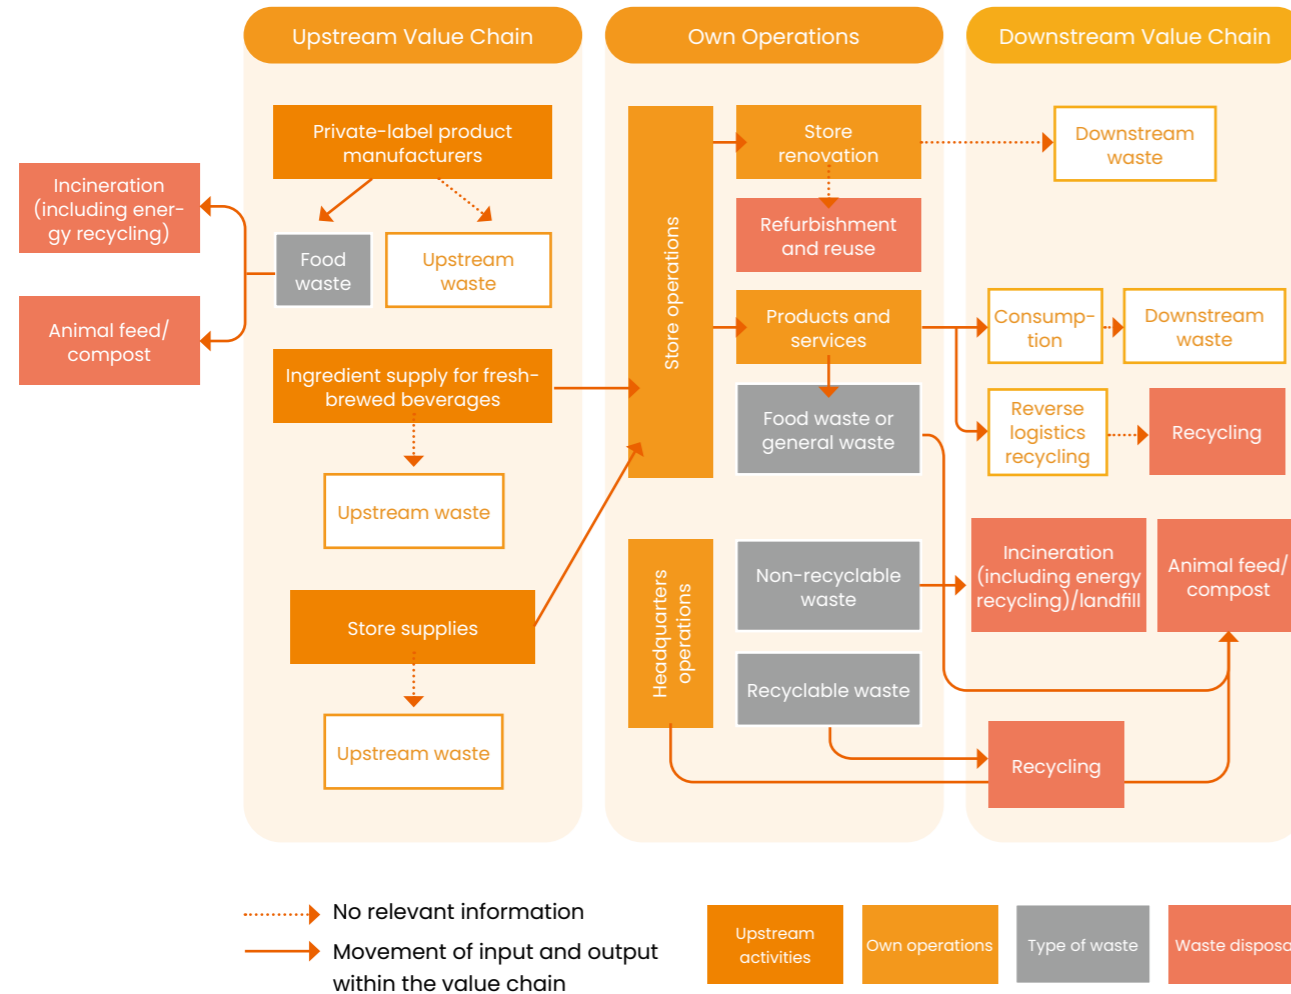 Upstream Value Chain
Own Operations
Downstream Value Chain
Private-label product
manufacturers
Incineration
(including ener-
gy recycling)
Food
waste
Upstream
waste
Animal feed/
compost
Ingredient supply for fresh-
brewed beverages
Upstream waste
Store supplies
Upstream waste
Store operations
Store
renovation
Refurbishment
and reuse
Products and
services
Food waste or
general waste
Headquarters
operations
Non-recyclable
waste
Recyclable waste
Downstream
waste
Consump-
tion
Downstream
waste
Reverse
logistics
recycling
Recycling
Incineration
(including energy
recycling)/landfill
Animal feed/
compost
Recycling
No relevant information
Movement of input and output
within the value chain
Upstream
activities
Own operations
Type of waste
Waste disposa